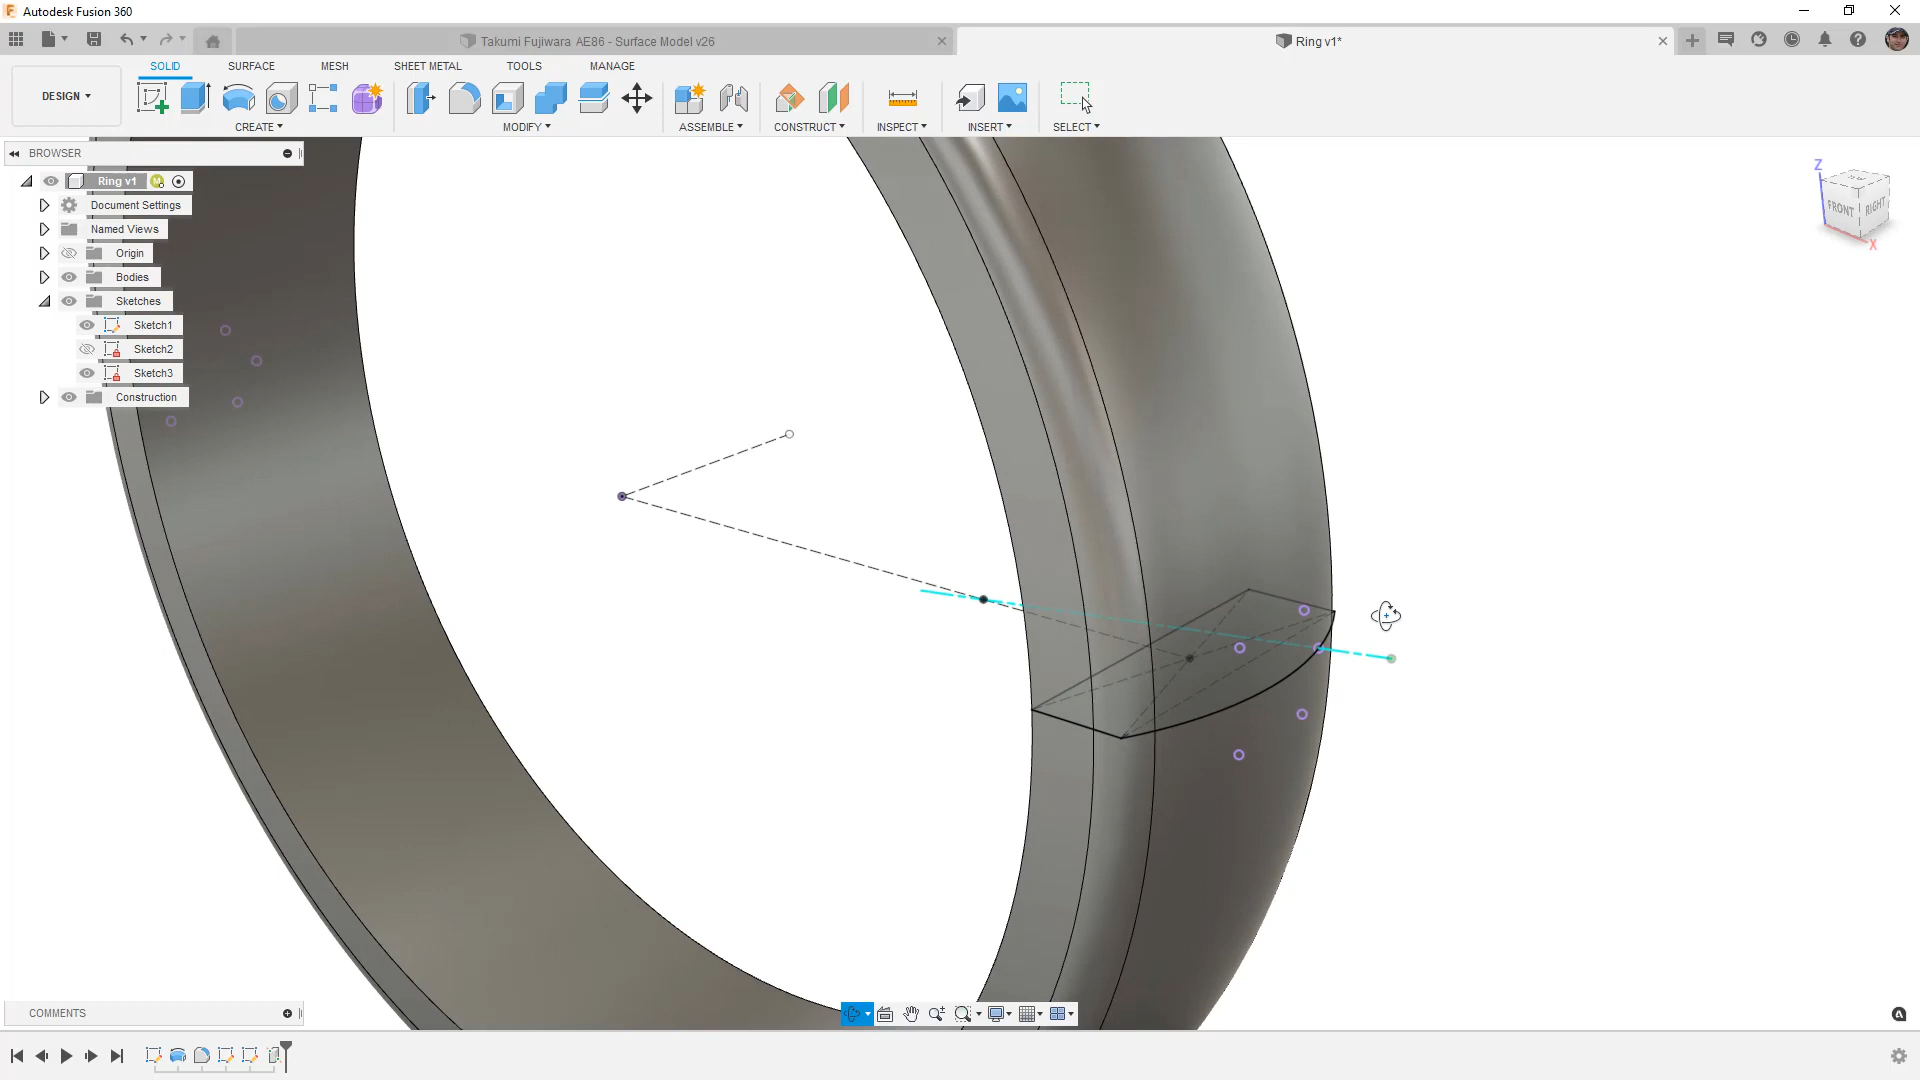 Autodesk Fusion 360
Takumi Fujiwara AE86 - Surface Model v26
Ring v1*
DESIGN
SOLID
SURFACE
MESH
SHEET METAL
TOOLS
MANAGE
CREATE
MODIFY
ASSEMBLE
CONSTRUCT
INSPECT
INSERT
SELECT
BROWSER
Ring v1
Document Settings
Named Views
Origin
Bodies
Sketches
Sketch1
Sketch2
Sketch3
Construction
Z
FRONT
RIGHT
X
COMMENTS